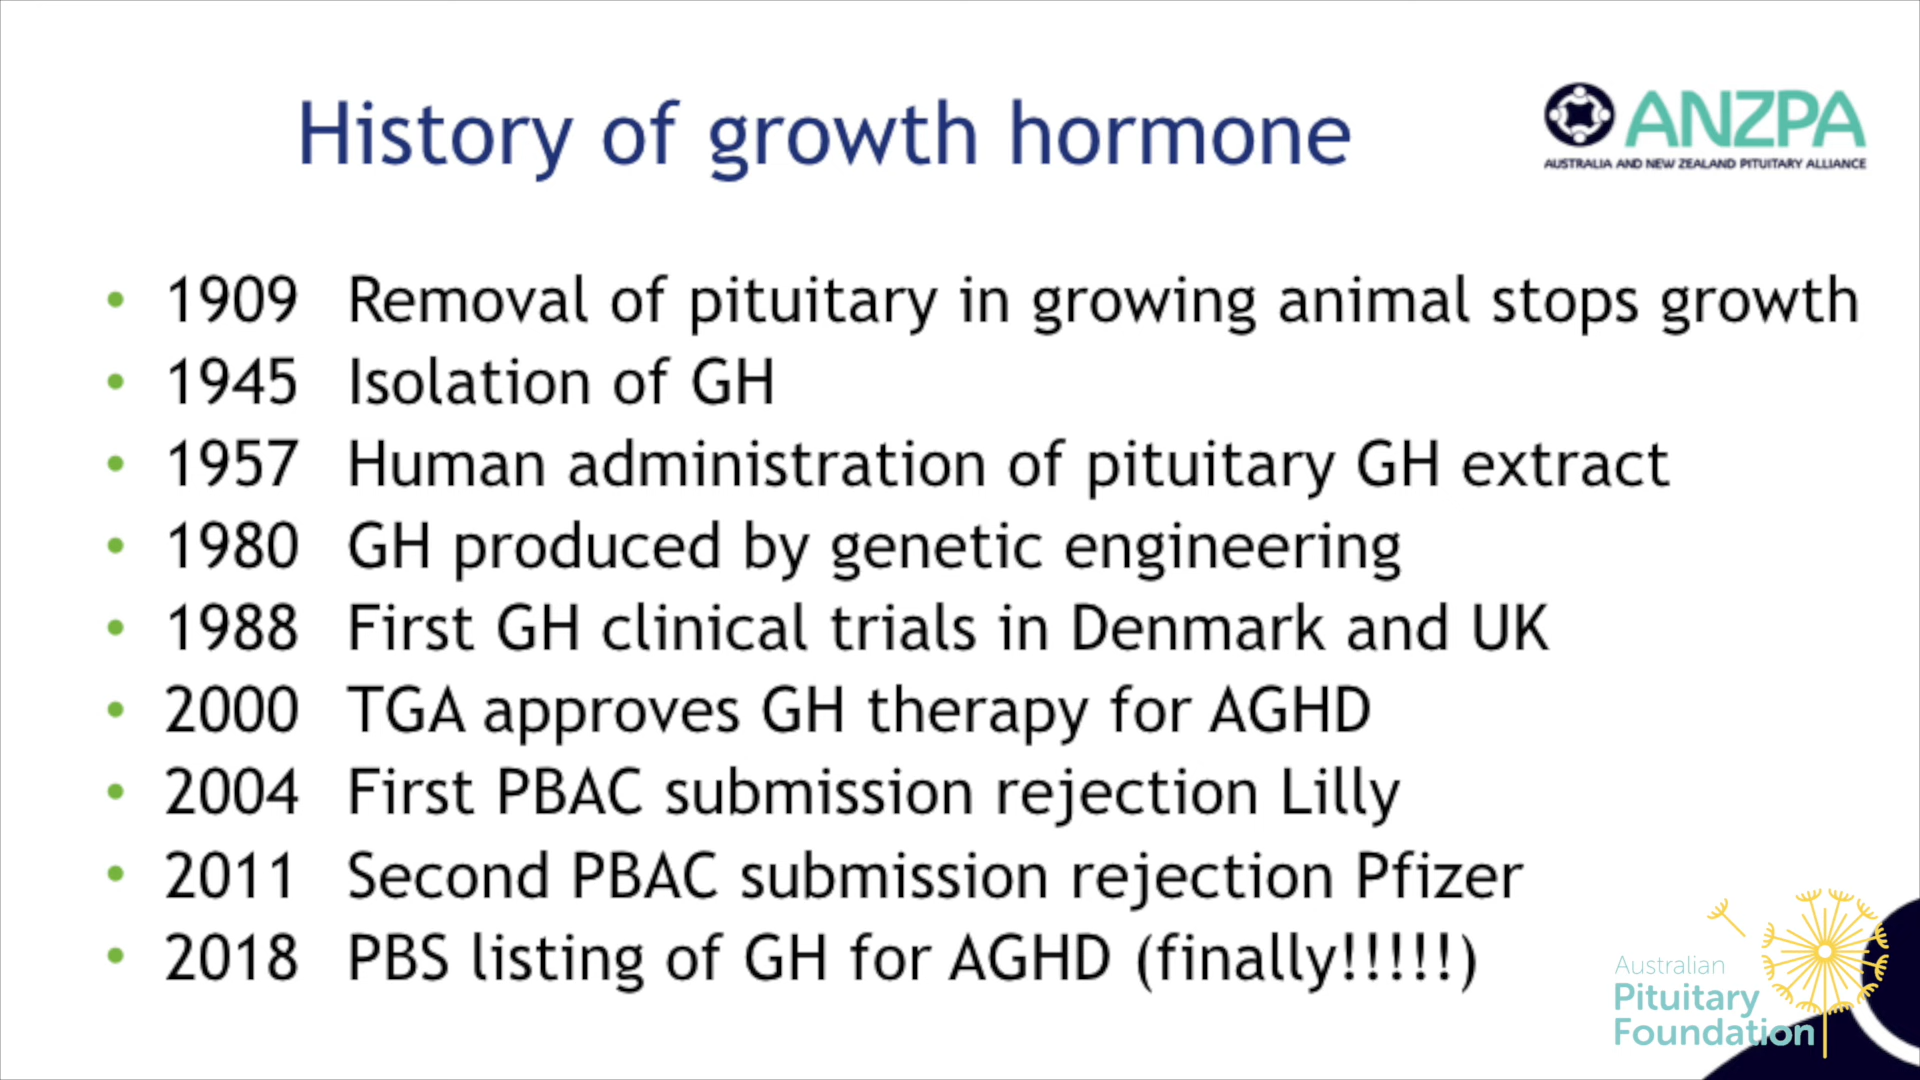 History of growth hormone
ANZPA
AUSTRALIA AND NEW ZEALAND PITUITARY ALLIANCE
• 1909 Removal of pituitary in growing animal stops growth
• 1945 Isolation of GH
• 1957 Human administration of pituitary GH extract
• 1980 GH produced by genetic engineering
• 1988 First GH clinical trials in Denmark and UK
• 2000 TGA approves GH therapy for AGHD
• 2004 First PBAC submission rejection Lilly
• 2011 Second PBAC submission rejection Pfizer
• 2018 PBS listing of GH for AGHD (finally!!!!!)
Australian
Pituitary
Foundation